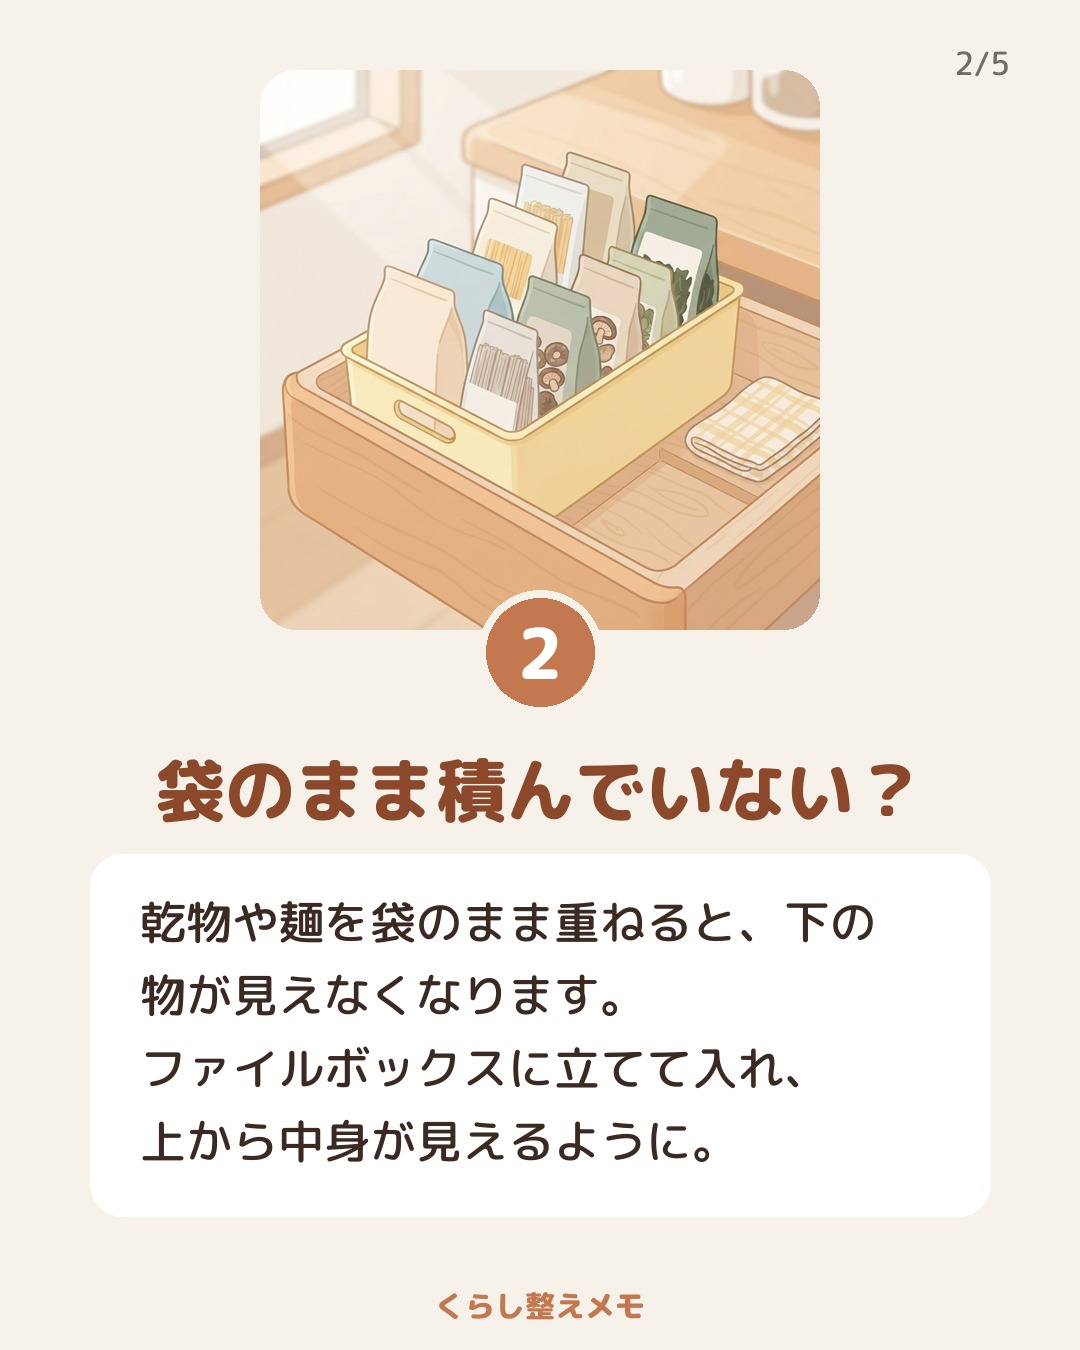 2/5
2
袋のまま積んでいない？
乾物や麺を袋のまま重ねると、下の
物が見えなくなります。
ファイルボックスに立てて入れ、
上から中身が見えるように。
くらし整えメモ